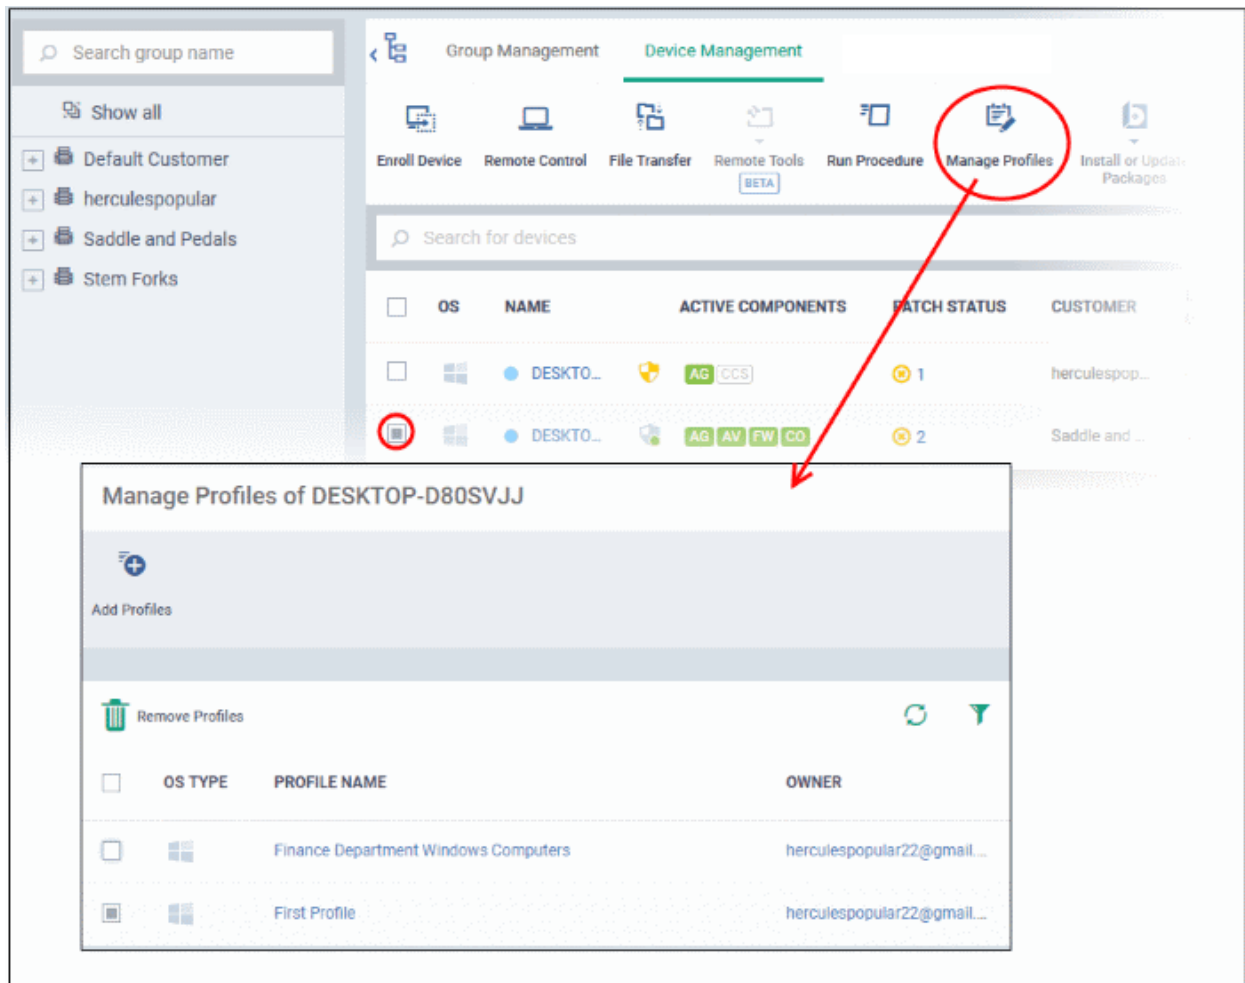 Search group name
Show all
Default Customer
herculespopular
Saddle and Pedals
Stem Forks
Group Management
Device Management
Enroll Device
Remote Control
File Transfer
Remote Tools
BETA
Run Procedure
Manage Profiles
Install or Update
Packages
Search for devices
OS NAME ACTIVE COMPONENTS PATCH STATUS CUSTOMER
DESKTO... AG CCS 1 herculespop...
DESKTO... AG AV FW CO 2 Saddle and ...
Manage Profiles of DESKTOP-D80SVJJ
Add Profiles
Remove Profiles
OS TYPE PROFILE NAME OWNER
Finance Department Windows Computers herculespopular22@gmail....
First Profile herculespopular22@gmail....